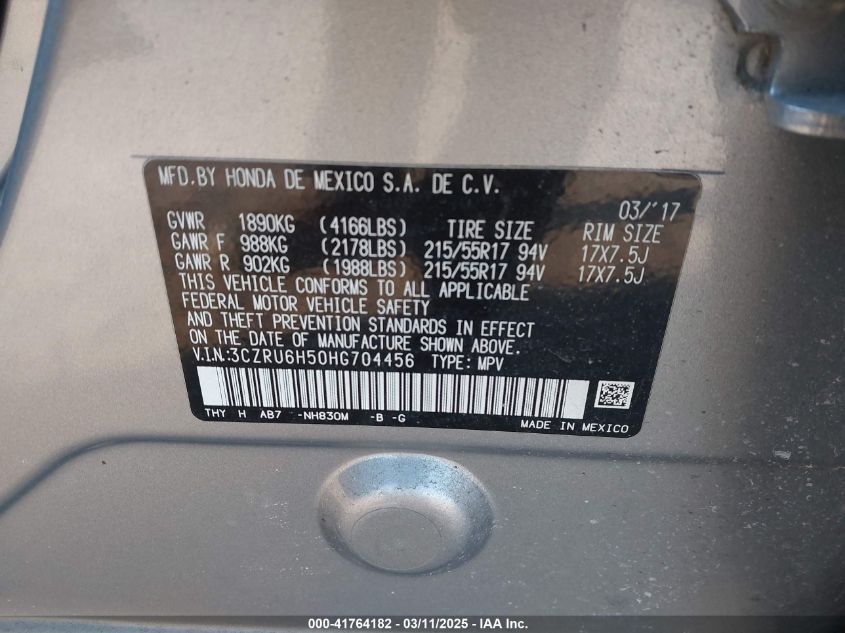 MFD.BY HONDA DE MEXICO S.A. DE C.V.
03/'17
GVWR 1890KG (4166LBS) TIRE SIZE RIM SIZE
GAWR F 988KG (2178LBS) 215/55R17 94V 17X7.5J
GAWR R 902KG (1988LBS) 215/55R17 94V 17X7.5J
THIS VEHICLE CONFORMS TO ALL APPLICABLE
FEDERAL MOTOR VEHICLE SAFETY
AND THEFT PREVENTION STANDARDS IN EFFECT
ON THE DATE OF MANUFACTURE SHOWN ABOVE.
V.I.N:3CZRU6H50HG704456 TYPE: MPV
THY H AB7 -NH830M -B -G MADE IN MEXICO
000-41764182 - 03/11/2025 - IAA Inc.